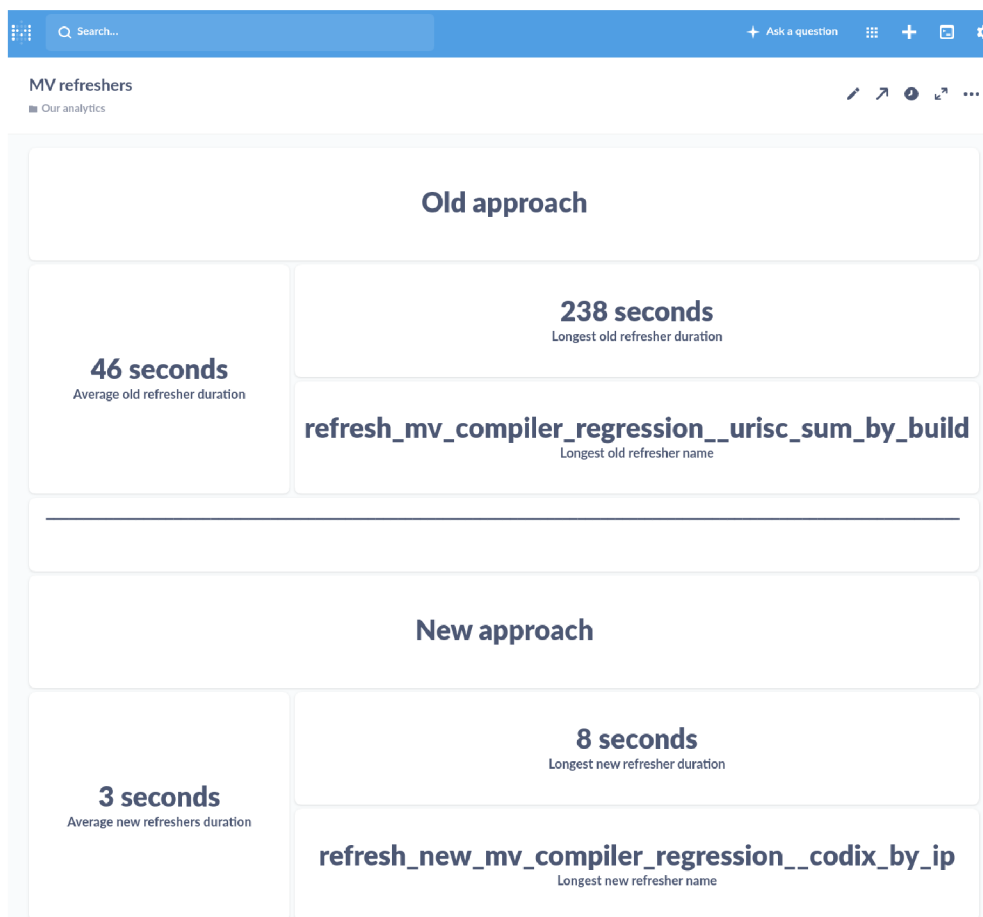 Search...
Ask a question
MV refreshers
Our analytics
Old approach
46 seconds
Average old refresher duration
238 seconds
Longest old refresher duration
refresh_mv_compiler_regression__urisc_sum_by_build
Longest old refresher name
New approach
3 seconds
Average new refreshers duration
8 seconds
Longest new refresher duration
refresh_new_mv_compiler_regression__codix_by_ip
Longest new refresher name